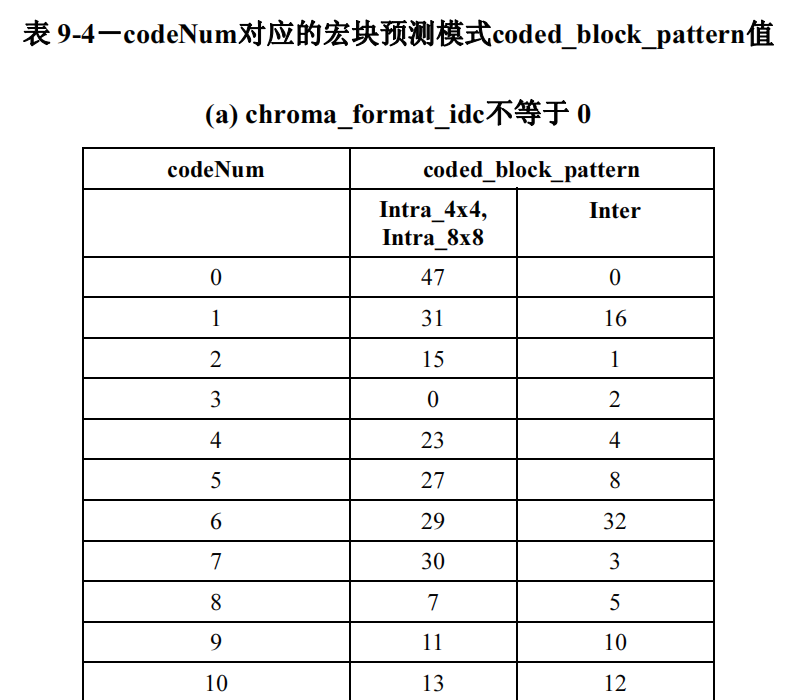 表 9-4－codeNum对应的宏块预测模式coded_block_pattern值
(a) chroma_format_idc不等于 0
codeNum coded_block_pattern
Intra_4x4, Inter
Intra_8x8
0 47 0
1 31 16
2 15 1
3 0 2
4 23 4
5 27 8
6 29 32
7 30 3
8 7 5
9 11 10
10 13 12